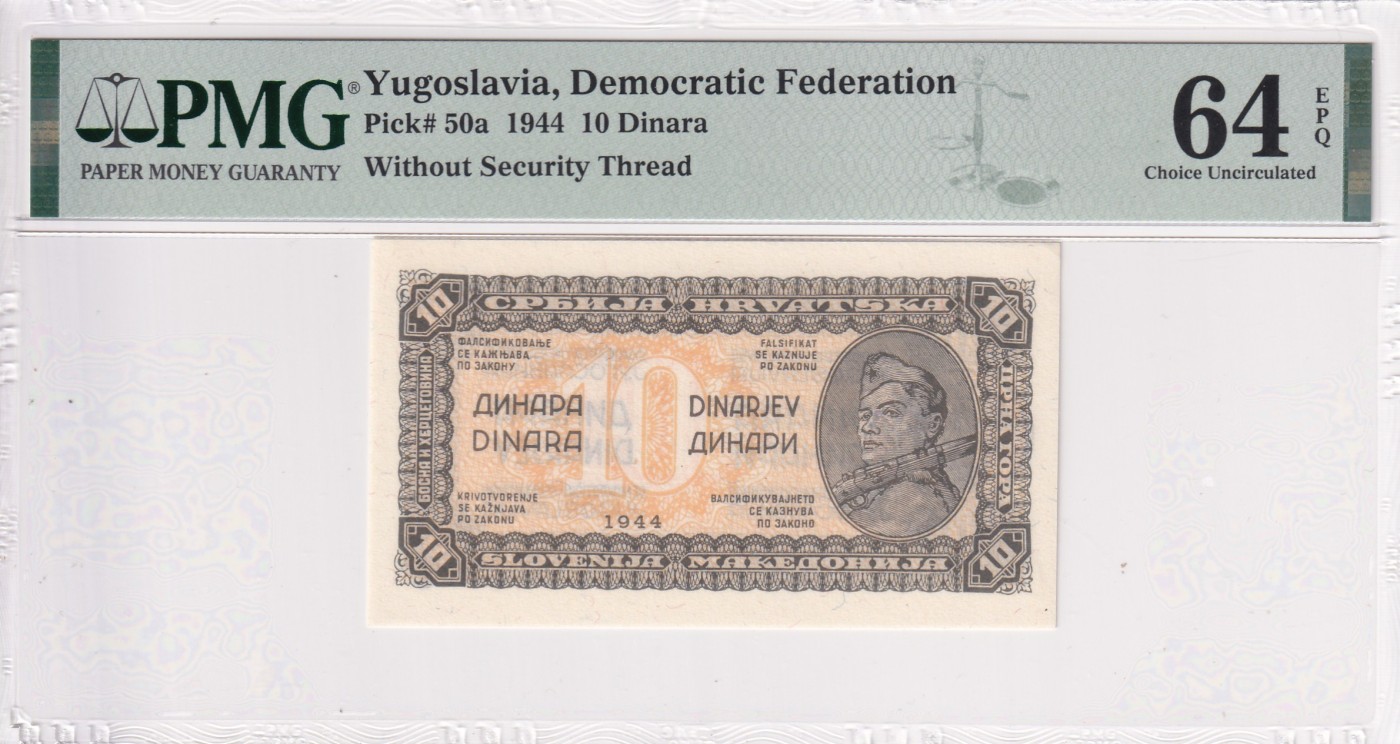 PMG®
PAPER MONEY GUARANTY
Yugoslavia, Democratic Federation
Pick# 50a 1944 10 Dinara
Without Security Thread
64
EPQ
Choice Uncirculated
10
СРБИЈА HRVATSKA
10
БОСНА И ХЕРЦЕГОВИНА
ФАЛСИФИКОВАЊЕ
СЕ КАЖЊАВА
ПО ЗАКОНУ
FALSIFIKAT
SE KAZNUJE
PO ZAKONU
ЦРНА ГОРА
10
ДИНАРА
DINARA
DINARJEV
ДИНАРИ
KRIVOTVORENJE
SE KAŽNJAVA
PO ZAKONU
1944
ВАЛСИФИКУВАЈНЕТО
СЕ КАЗНУВА
ПО ЗАКОНО
10
SLOVENIJA МАКЕДОНИЈА
10